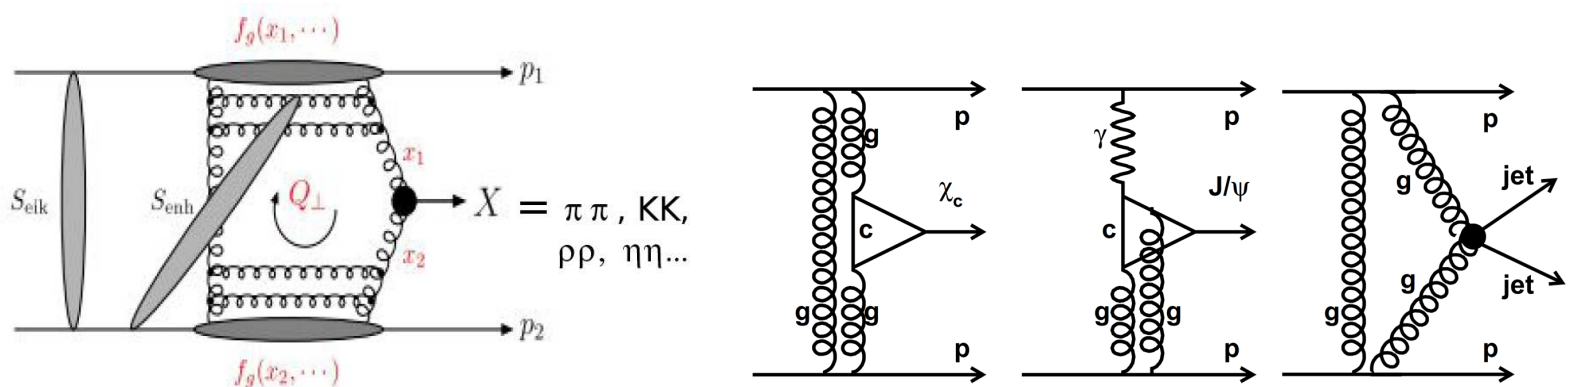 f_g(x_1, ⋯)
p_1
x_1
S_eik
S_enh
Q_⊥
X = π π , KK,
ρρ, ηη...
x_2
p_2
f_g(x_2, ⋯)
p
g
χ_c
c
g
g
p
p
γ
J/ψ
c
g
g
p
p
g
jet
g
jet
g
p